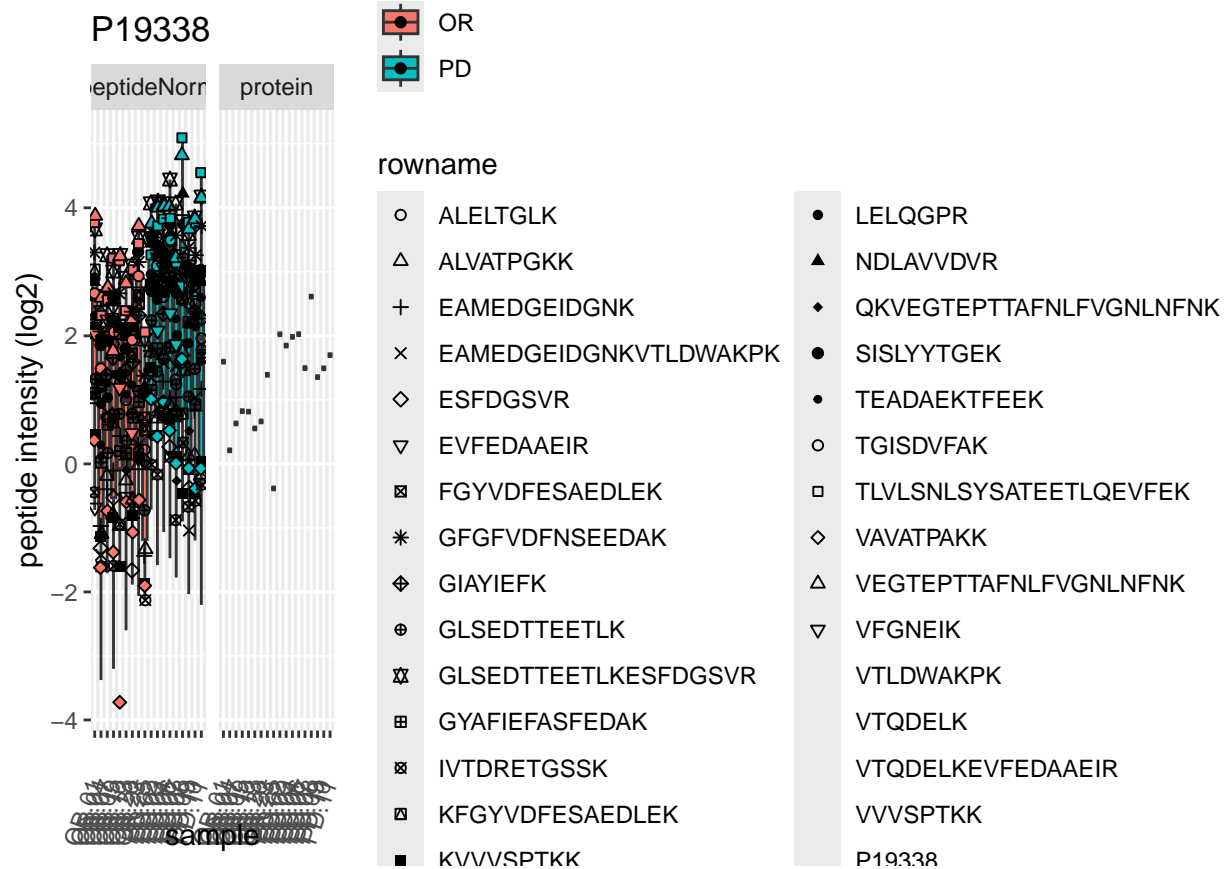 P19338
OR
PD
eptideNorn
protein
rowname
ALELTGLK
ALVATPGKK
EAMEDGEIDGNK
EAMEDGEIDGNKVTLDWAKPK
ESFDGSVR
EVFEDAAEIR
FGYVDFESAEDLEK
GFGFVDFNSEEDAK
GIAYIEFK
GLSEDTTEETLK
GLSEDTTEETLKESFDGSVR
GYAFIEFASFEDAK
IVTDRETGSSK
KFGYVDFESAEDLEK
KVVVSPTKK
LELQGPR
NDLAVVDVR
QKVEGTEPTTAFNLFVGNLNFNK
SISLYYTGEK
TEADAEKTFEEK
TGISDVFAK
TLVLSNLSYSATEETLQEVFEK
VAVATPAKK
VEGTEPTTAFNLFVGNLNFNK
VFGNEIK
VTLDWAKPK
VTQDELK
VTQDELKEVFEDAAEIR
VVVSPTKK
P19338
peptide intensity (log2)
4
2
0
−2
−4
sample